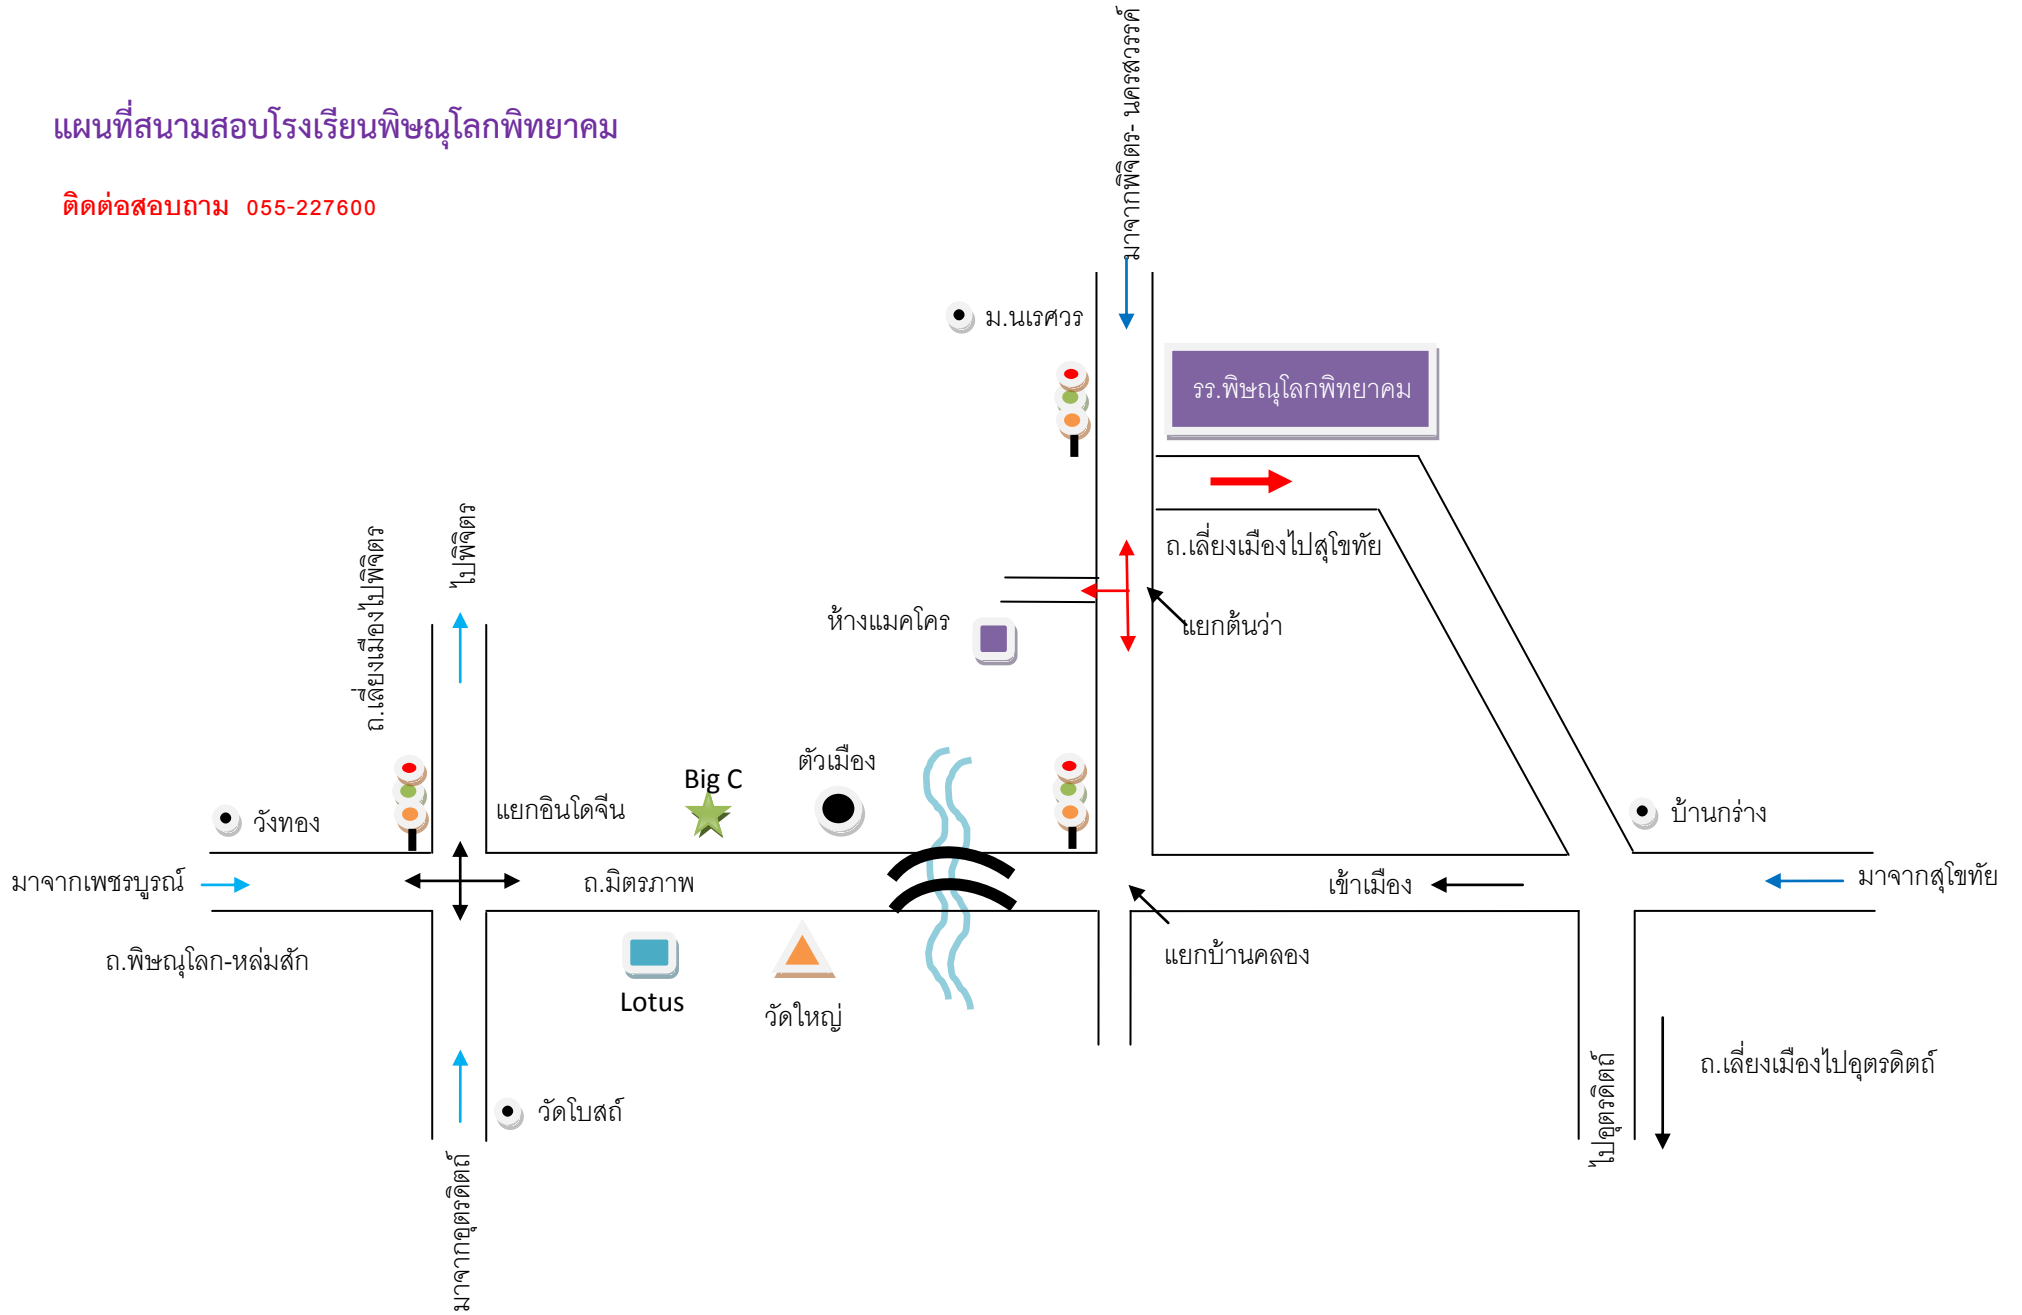 แผนที่สนามสอบโรงเรียนพิษณุโลกพิทยาคม
ติดต่อสอบถาม 055-227600
มาจากพิจิตร- นครสวรรค์
ม.นเรศวร
รร.พิษณุโลกพิทยาคม
ถ.เลี่ยงเมืองไปสุโขทัย
ถ.เลี่ยงเมืองไปพิจิตร
ไปพิจิตร
ห้างแมคโคร
แยกต้นว่า
ตัวเมือง
Big C
แยกอินโดจีน
วังทอง
บ้านกร่าง
มาจากเพชรบูรณ์
ถ.มิตรภาพ
เข้าเมือง
มาจากสุโขทัย
ถ.พิษณุโลก-หล่มสัก
แยกบ้านคลอง
Lotus
วัดใหญ่
ไปอุตรดิตถ์
ถ.เลี่ยงเมืองไปอุตรดิตถ์
วัดโบสถ์
มาจากอุตรดิตถ์